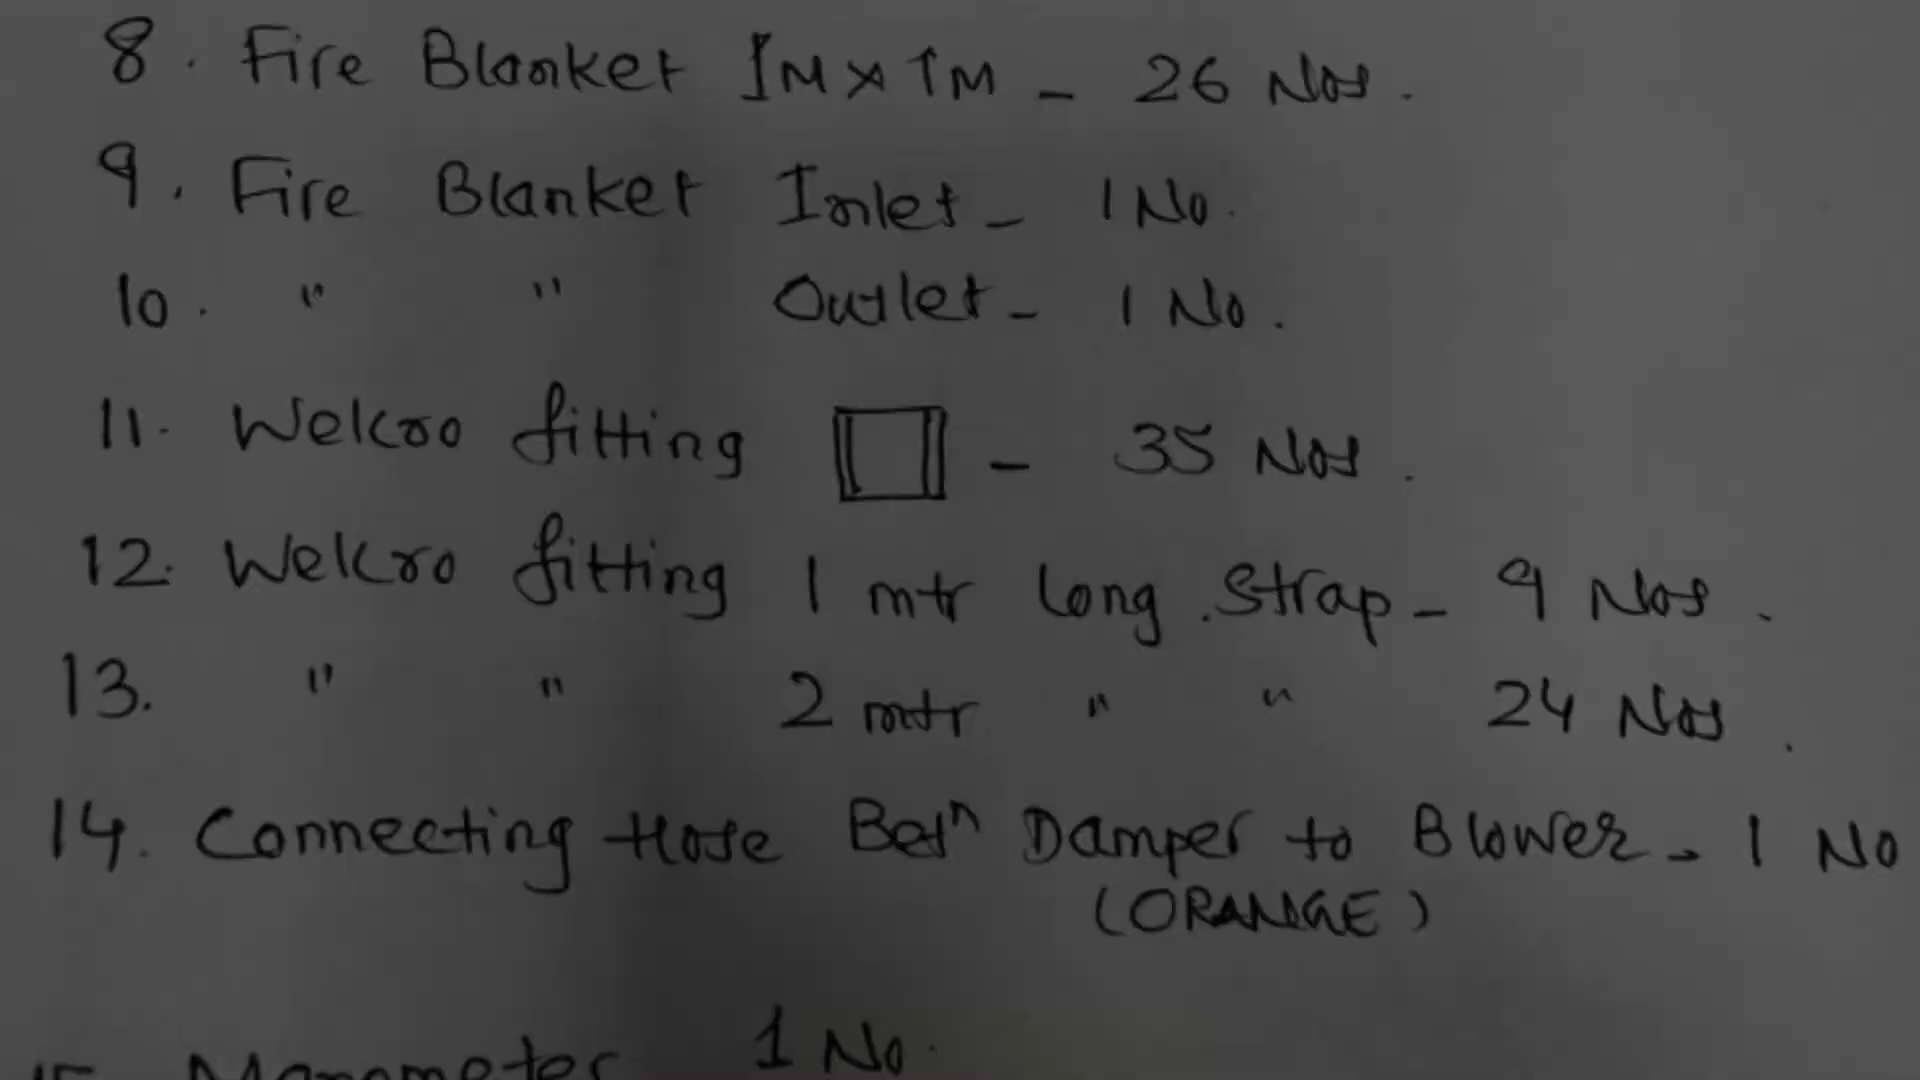 8. Fire Blanket 1M x 1M - 26 Nos.
9. Fire Blanket Inlet - 1 No.
10. " " Outlet - 1 No.
11. Welcro fitting - 35 Nos.
12. Welcro fitting 1 mtr long strap - 9 Nos.
13. " " 2 mtr " " 24 Nos.
14. Connecting Hose Betn Damper to Blower - 1 No
(ORANGE)
15. Manometer 1 No.